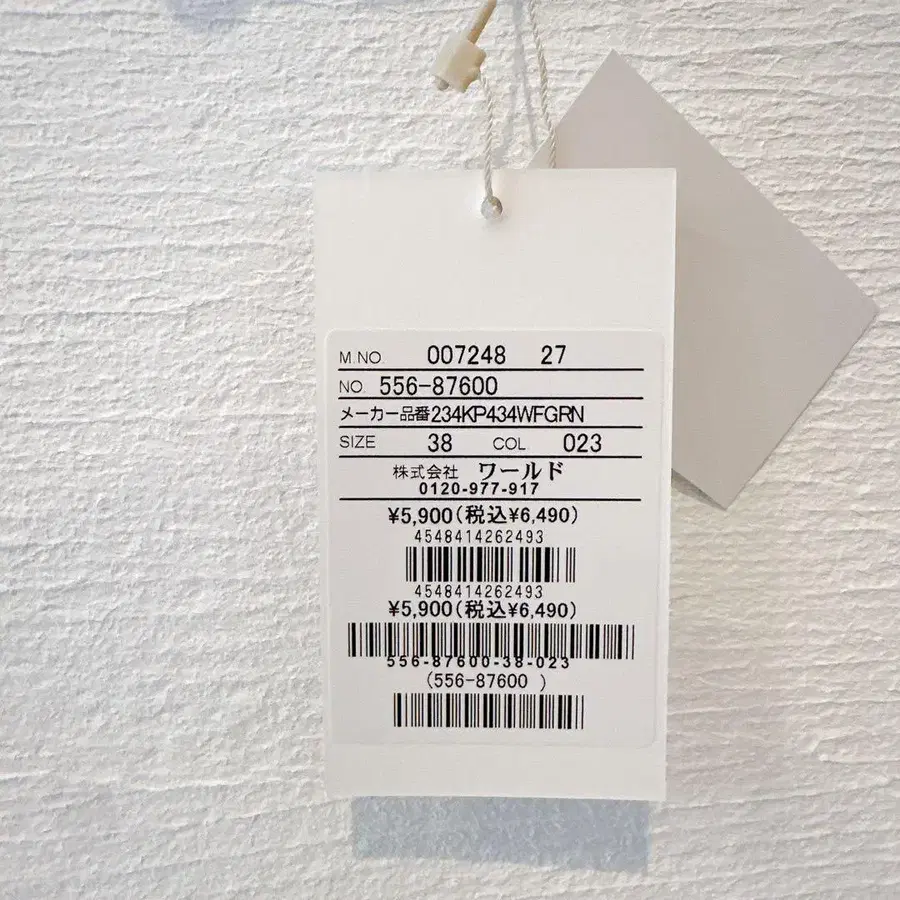 M.NO. 007248 27
NO. 556-87600
メーカー品番234KP434WFGRN
SIZE 38 COL 023
株式会社 ワールド
0120-977-917
¥5,900(税込¥6,490)
4548414262493
4548414262493
¥5,900(税込¥6,490)
556-87600-38-023
(556-87600 )